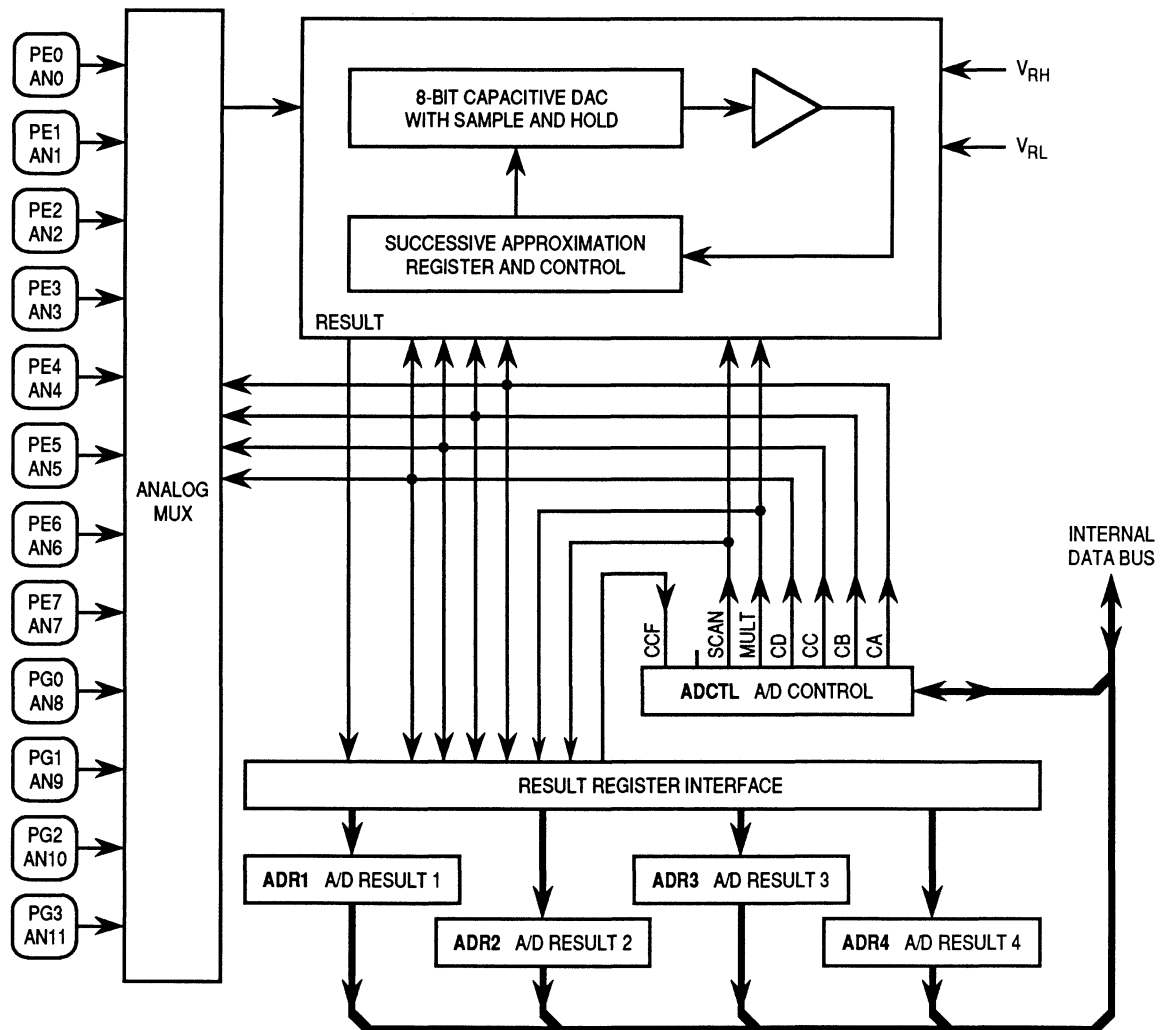 PE0
AN0
PE1
AN1
PE2
AN2
PE3
AN3
PE4
AN4
PE5
AN5
PE6
AN6
PE7
AN7
PG0
AN8
PG1
AN9
PG2
AN10
PG3
AN11
ANALOG
MUX
8-BIT CAPACITIVE DAC
WITH SAMPLE AND HOLD
SUCCESSIVE APPROXIMATION
REGISTER AND CONTROL
RESULT
VRH
VRL
INTERNAL
DATA BUS
CCF
SCAN
MULT
CD
CC
CB
CA
ADCTL A/D CONTROL
RESULT REGISTER INTERFACE
ADR1 A/D RESULT 1
ADR2 A/D RESULT 2
ADR3 A/D RESULT 3
ADR4 A/D RESULT 4